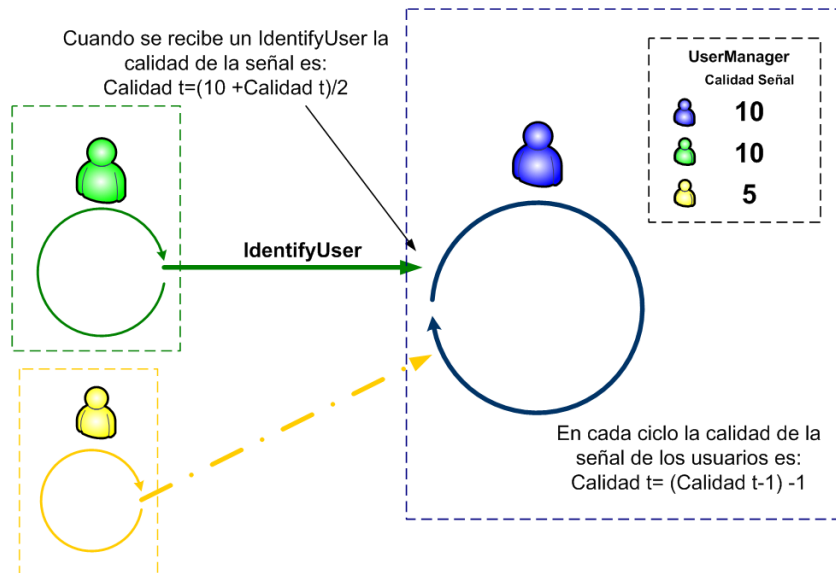 Cuando se recibe un IdentifyUser la
calidad de la señal es:
Calidad t=(10 +Calidad t)/2
UserManager
Calidad Señal
10
10
5
IdentifyUser
En cada ciclo la calidad de la
señal de los usuarios es:
Calidad t= (Calidad t-1) -1